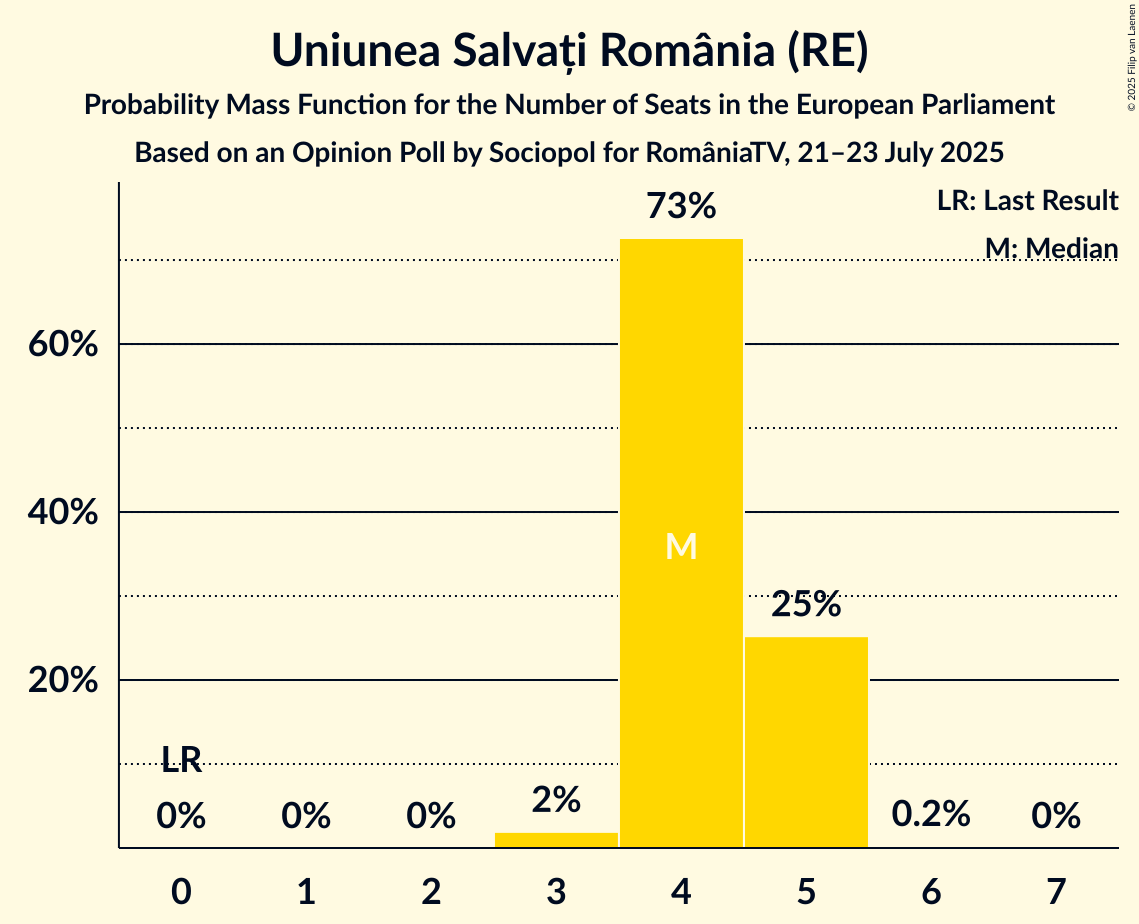 Uniunea Salvați România (RE)
Probability Mass Function for the Number of Seats in the European Parliament
Based on an Opinion Poll by Sociopol for RomâniaTV, 21–23 July 2025
© 2025 Filip van Laenen
LR: Last Result
M: Median
73%
60%
40%
M
25%
20%
LR
0%
0%
0%
2%
0.2%
0%
0 1 2 3 4 5 6 7